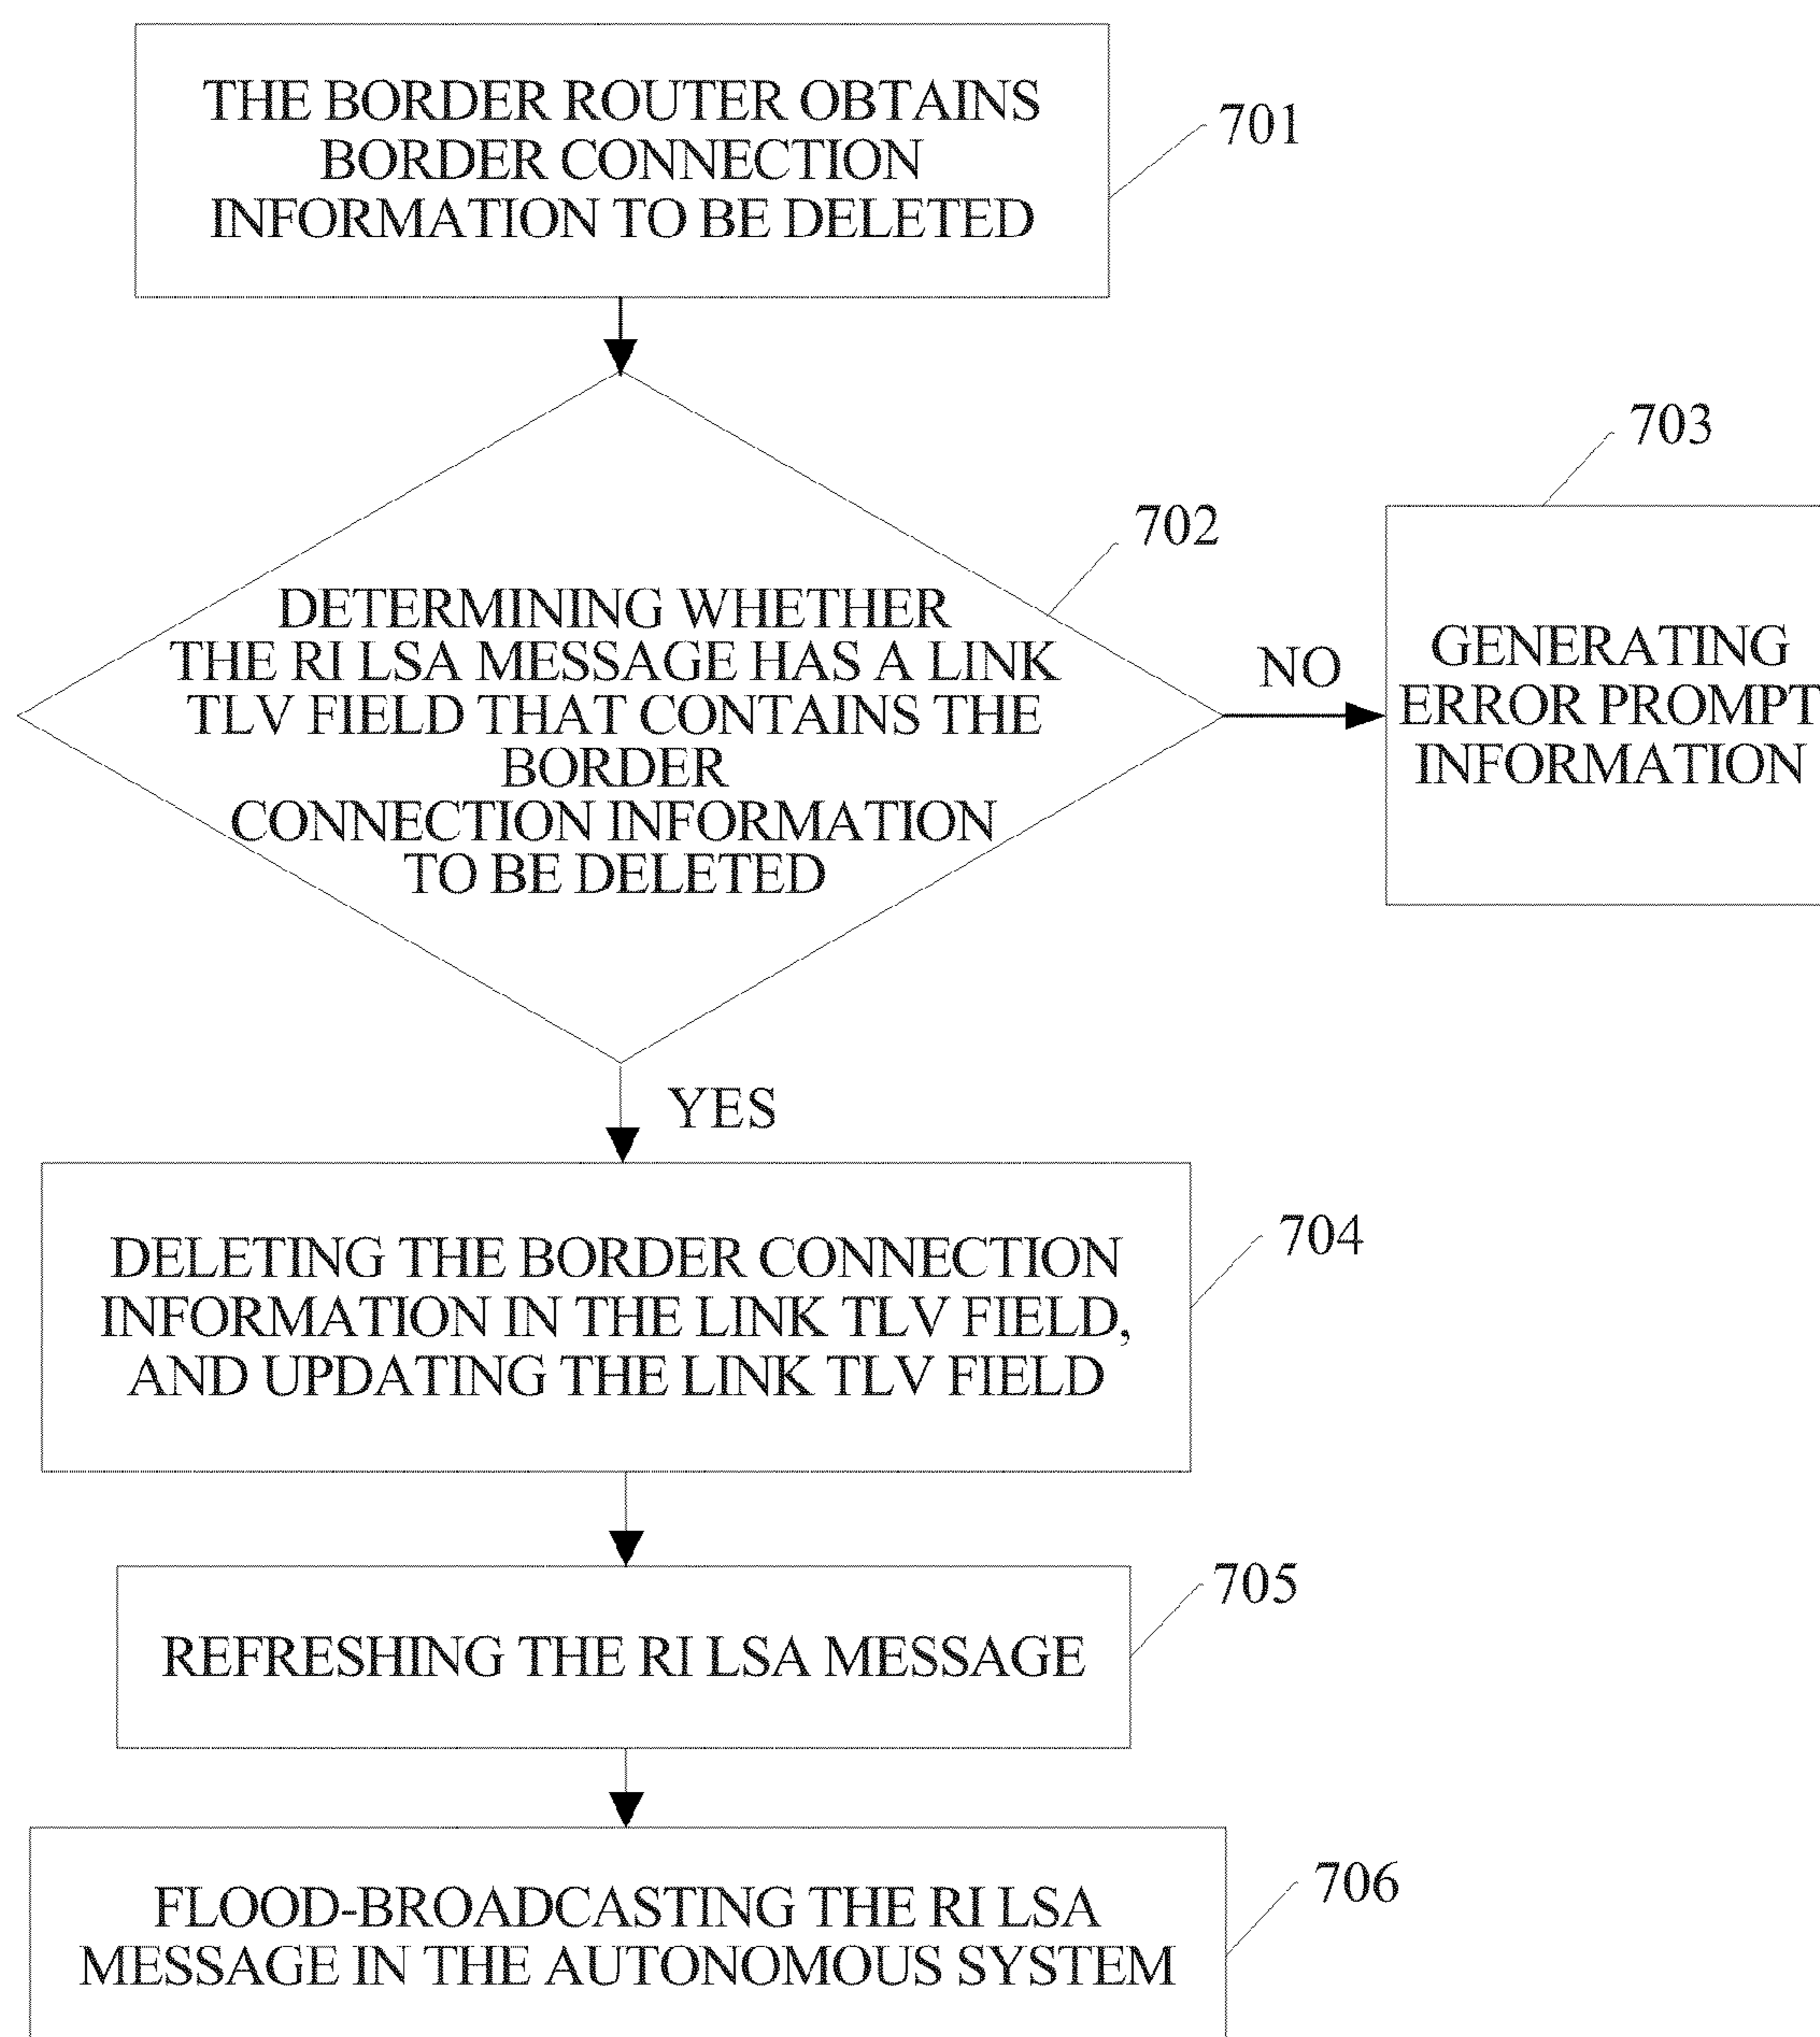 THE BORDER ROUTER OBTAINS
BORDER CONNECTION
INFORMATION TO BE DELETED
701
702
DETERMINING WHETHER
THE RI LSA MESSAGE HAS A LINK
TLV FIELD THAT CONTAINS THE
BORDER
CONNECTION INFORMATION
TO BE DELETED
NO
703
GENERATING
ERROR PROMPT
INFORMATION
YES
DELETING THE BORDER CONNECTION
INFORMATION IN THE LINK TLV FIELD,
AND UPDATING THE LINK TLV FIELD
704
REFRESHING THE RI LSA MESSAGE
705
FLOOD-BROADCASTING THE RI LSA
MESSAGE IN THE AUTONOMOUS SYSTEM
706